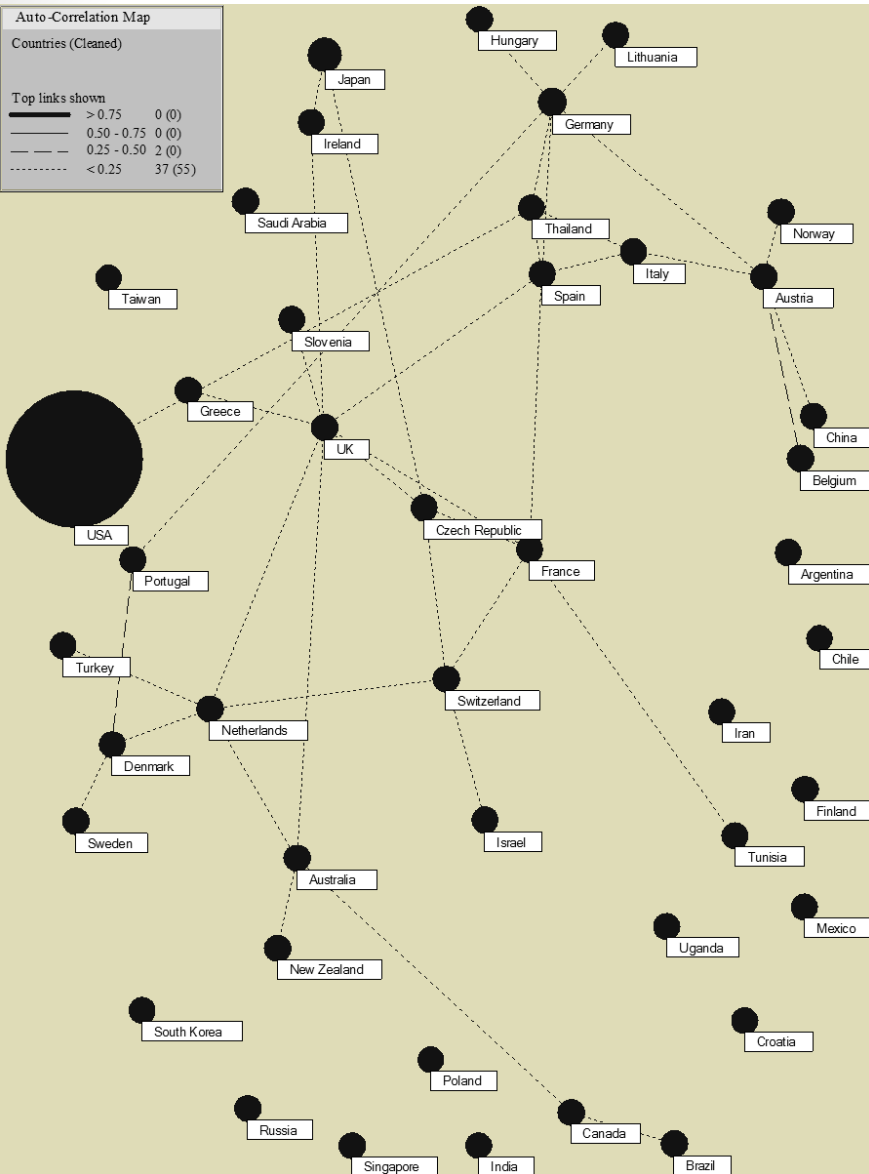 Auto-Correlation Map
Countries (Cleaned)
Top links shown
> 0.75 0 (0)
0.50 - 0.75 0 (0)
0.25 - 0.50 2 (0)
< 0.25 37 (55)
Hungary
Lithuania
Japan
Germany
Ireland
Saudi Arabia
Thailand
Norway
Italy
Taiwan
Spain
Austria
Slovenia
Greece
China
UK
Belgium
Czech Republic
USA
France
Argentina
Portugal
Chile
Turkey
Switzerland
Netherlands
Iran
Denmark
Finland
Sweden
Israel
Tunisia
Australia
Mexico
Uganda
New Zealand
South Korea
Croatia
Poland
Russia
Canada
Singapore
India
Brazil